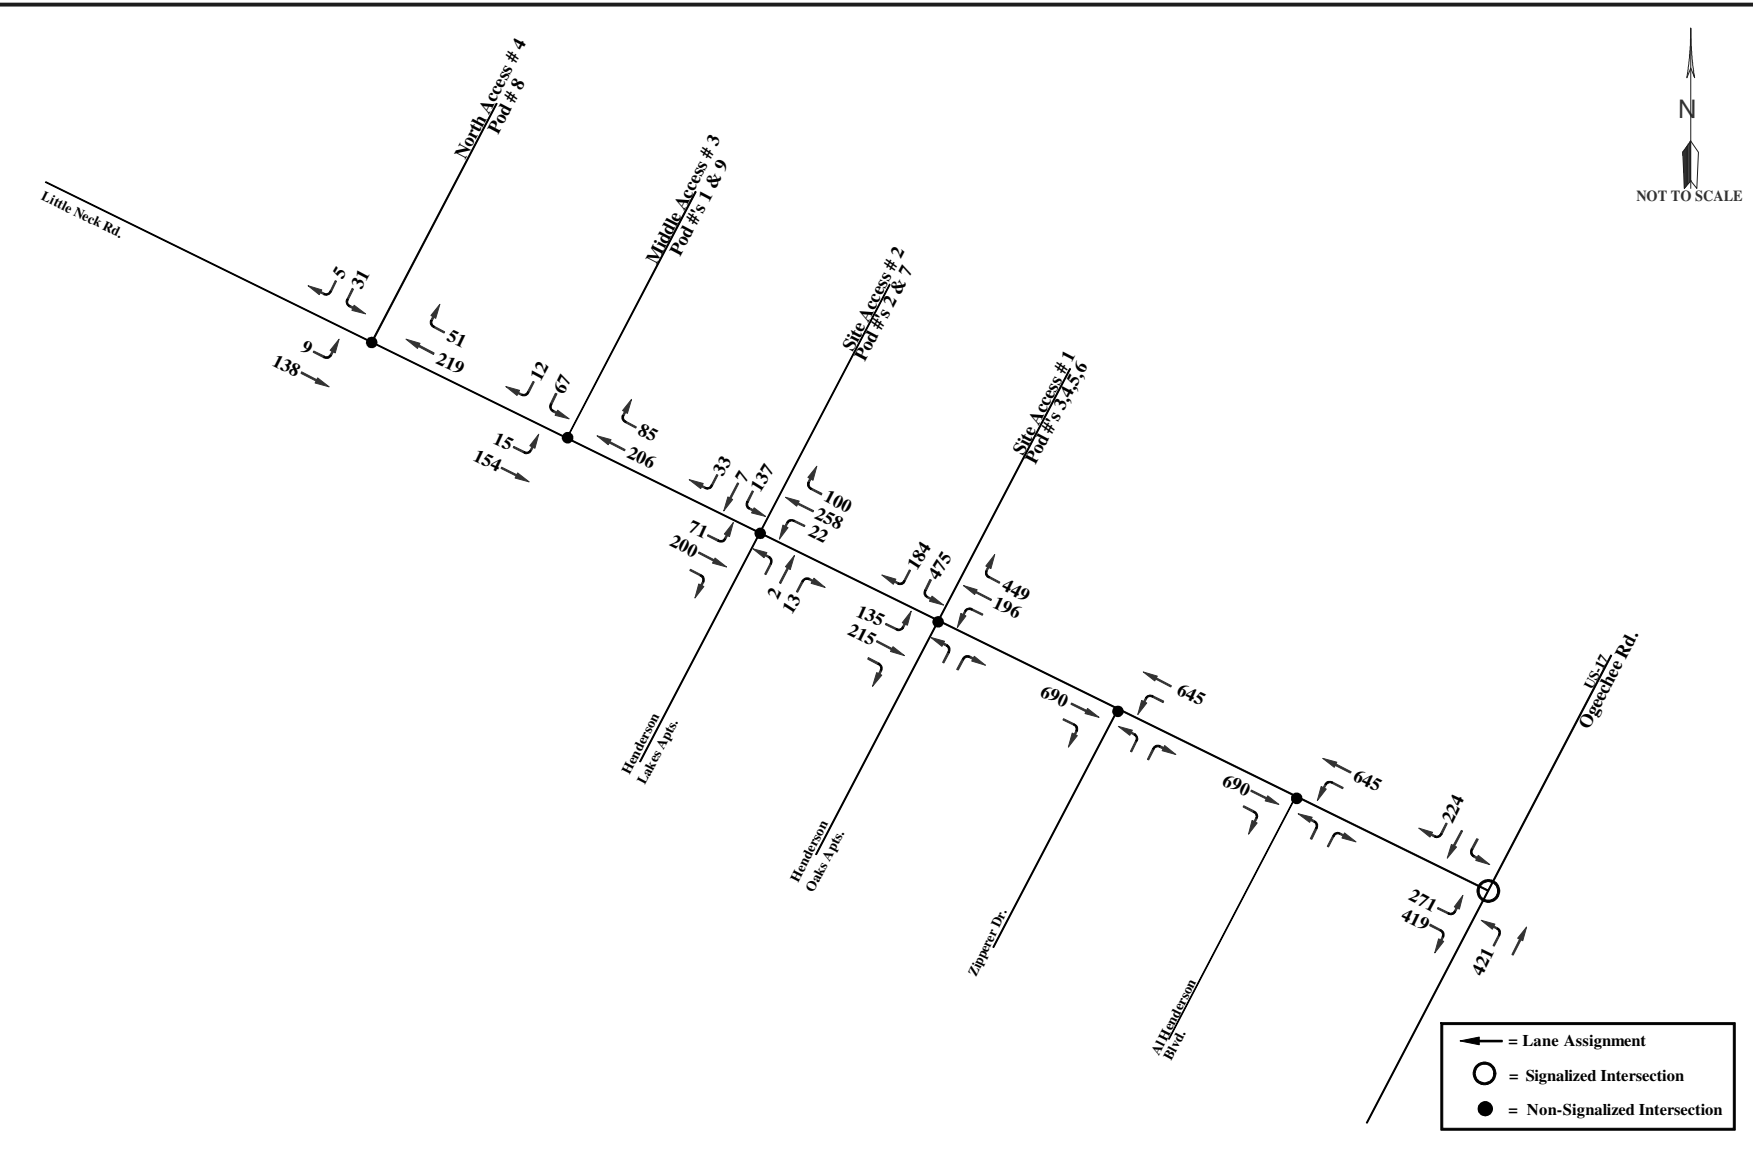 North Access # 4
Pod # 8
Middle Access # 3
Pod #'s 1 & 9
Site Access # 2
Pod #'s 2 & 7
Site Access # 1
Pod #'s 3,4,5,6
N
NOT TO SCALE
Little Neck Rd.
5
31
9
138
51
219
12
67
15
154
85
206
33
7
137
71
200
100
258
22
2
13
184
475
135
215
449
196
690
645
690
645
224
271
419
421
US-17
Ogeechee Rd.
Henderson
Lakes Apts.
Henderson
Oaks Apts.
Zipperer Dr.
Al Henderson
Blvd.
= Lane Assignment
= Signalized Intersection
= Non-Signalized Intersection